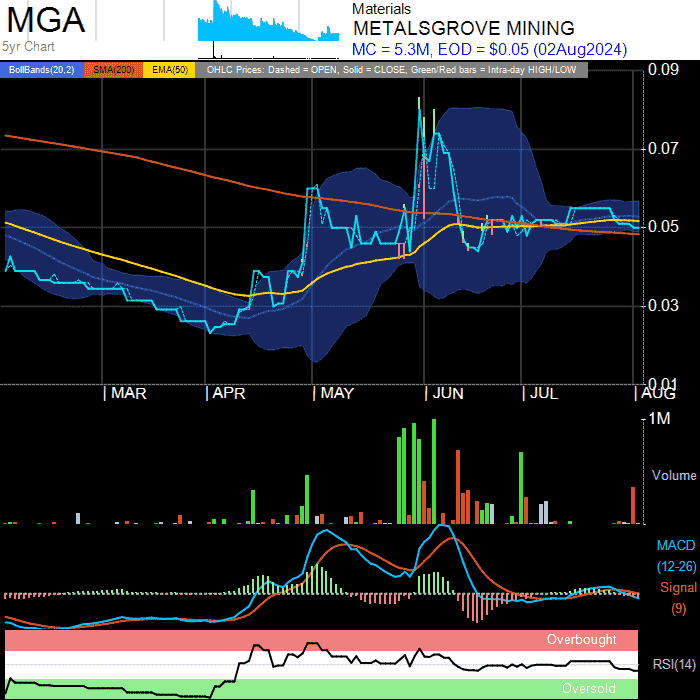 MGA
5yr Chart
Materials
METALSGROVE MINING
MC = 5.3M, EOD = $0.05 (02Aug2024)
BollBands(20,2) SMA(200) EMA(50) OHLC Prices: Dashed = OPEN, Solid = CLOSE, Green/Red bars = Intra-day HIGH/LOW
0.09
0.07
0.05
0.03
0.01
MAR APR MAY JUN JUL AUG
1M
Volume
MACD
(12-26)
Signal
(9)
Overbought
RSI(14)
Oversold